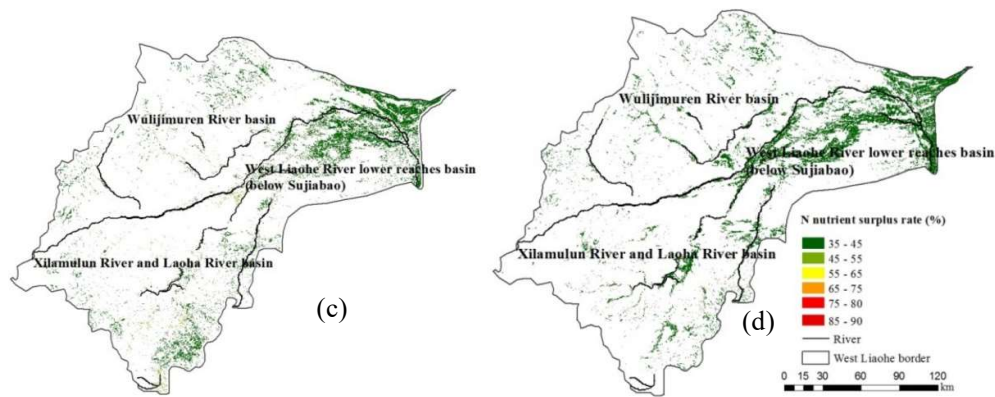 Wulijimuren River basin
West Liaohe River lower reaches basin
(below Sujiabao)
Xilamulun River and Laoha River basin
(c)
Wulijimuren River basin
West Liaohe River lower reaches basin
(below Sujiabao)
Xilamulun River and Laoha River basin
(d)
N nutrient surplus rate (%)
35 - 45
45 - 55
55 - 65
65 - 75
75 - 80
85 - 90
River
West Liaohe border
0 15 30 60 90 120
km